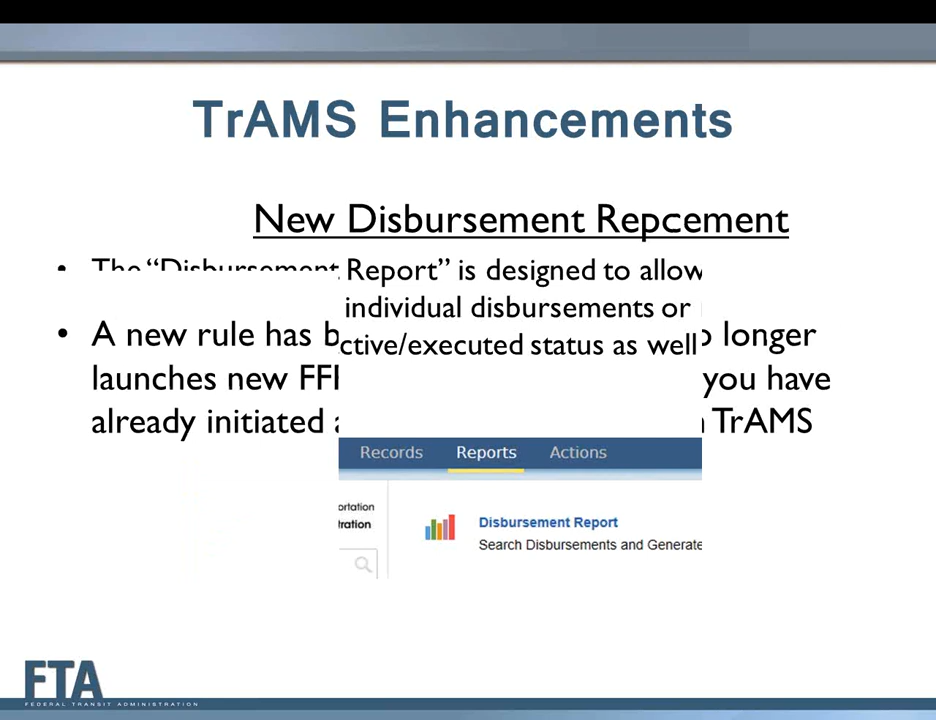 TrAMS Enhancements
New Disbursement Repcement
• The “Disbursement Report” is designed to allow
individual disbursements or
• A new rule has b ctive/executed status as well o longer
launches new FF you have
already initiated TrAMS
Records Reports Actions
ortation
tration
Disbursement Report
Search Disbursements and Generate
FTA
FEDERAL TRANSIT ADMINISTRATION